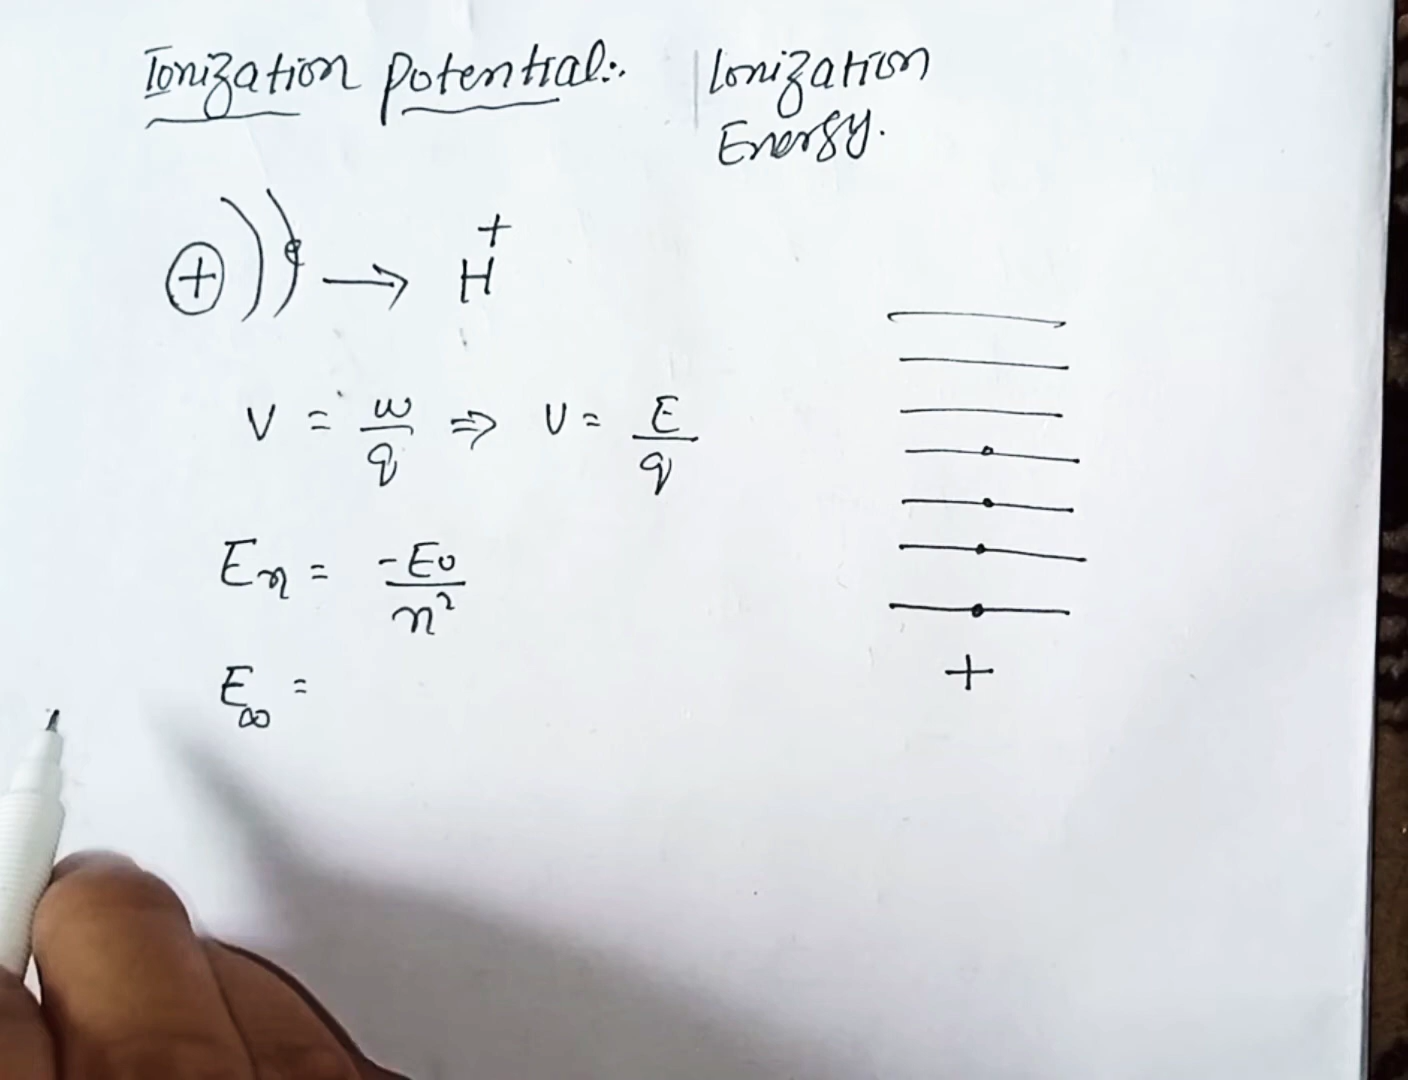 Ionization Potential:.
Ionization
Energy.
+ → H⁺
V = w/q ⇒ V = E/q
En = -E0/n²
E∞ =
+